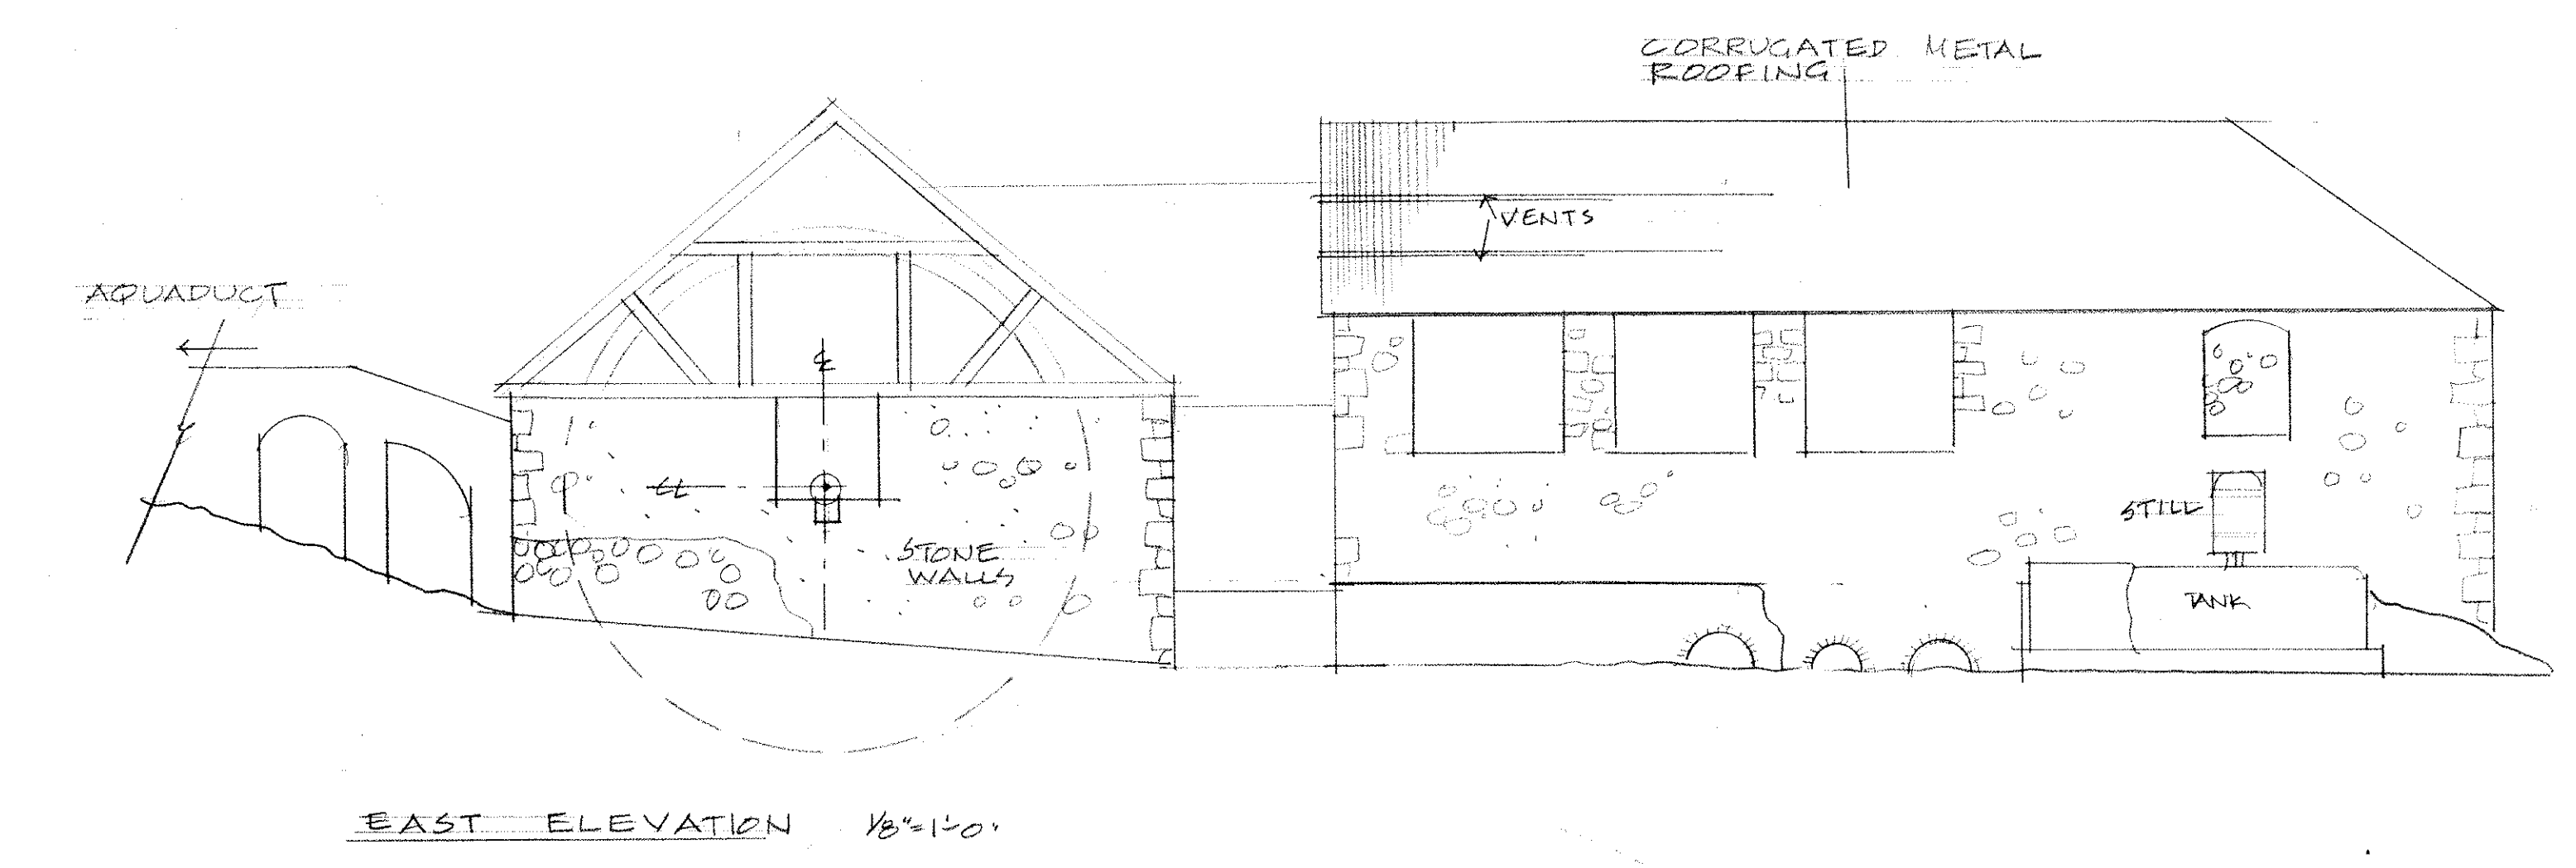 CORRUGATED METAL
ROOFING
VENTS
AQUADUCT
℄
℄
STONE
WALLS
STILL
TANK
EAST ELEVATION 1/8"=1'-0"